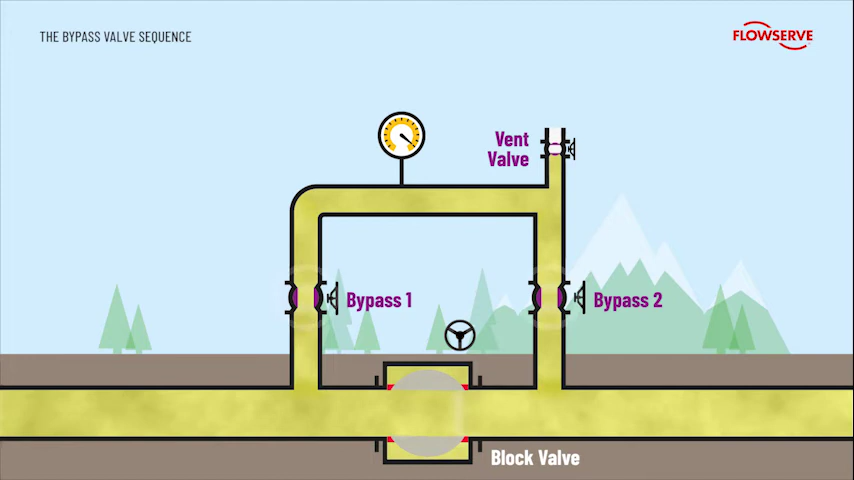 THE BYPASS VALVE SEQUENCE
FLOWSERVE
Vent
Valve
Bypass 1
Bypass 2
Block Valve